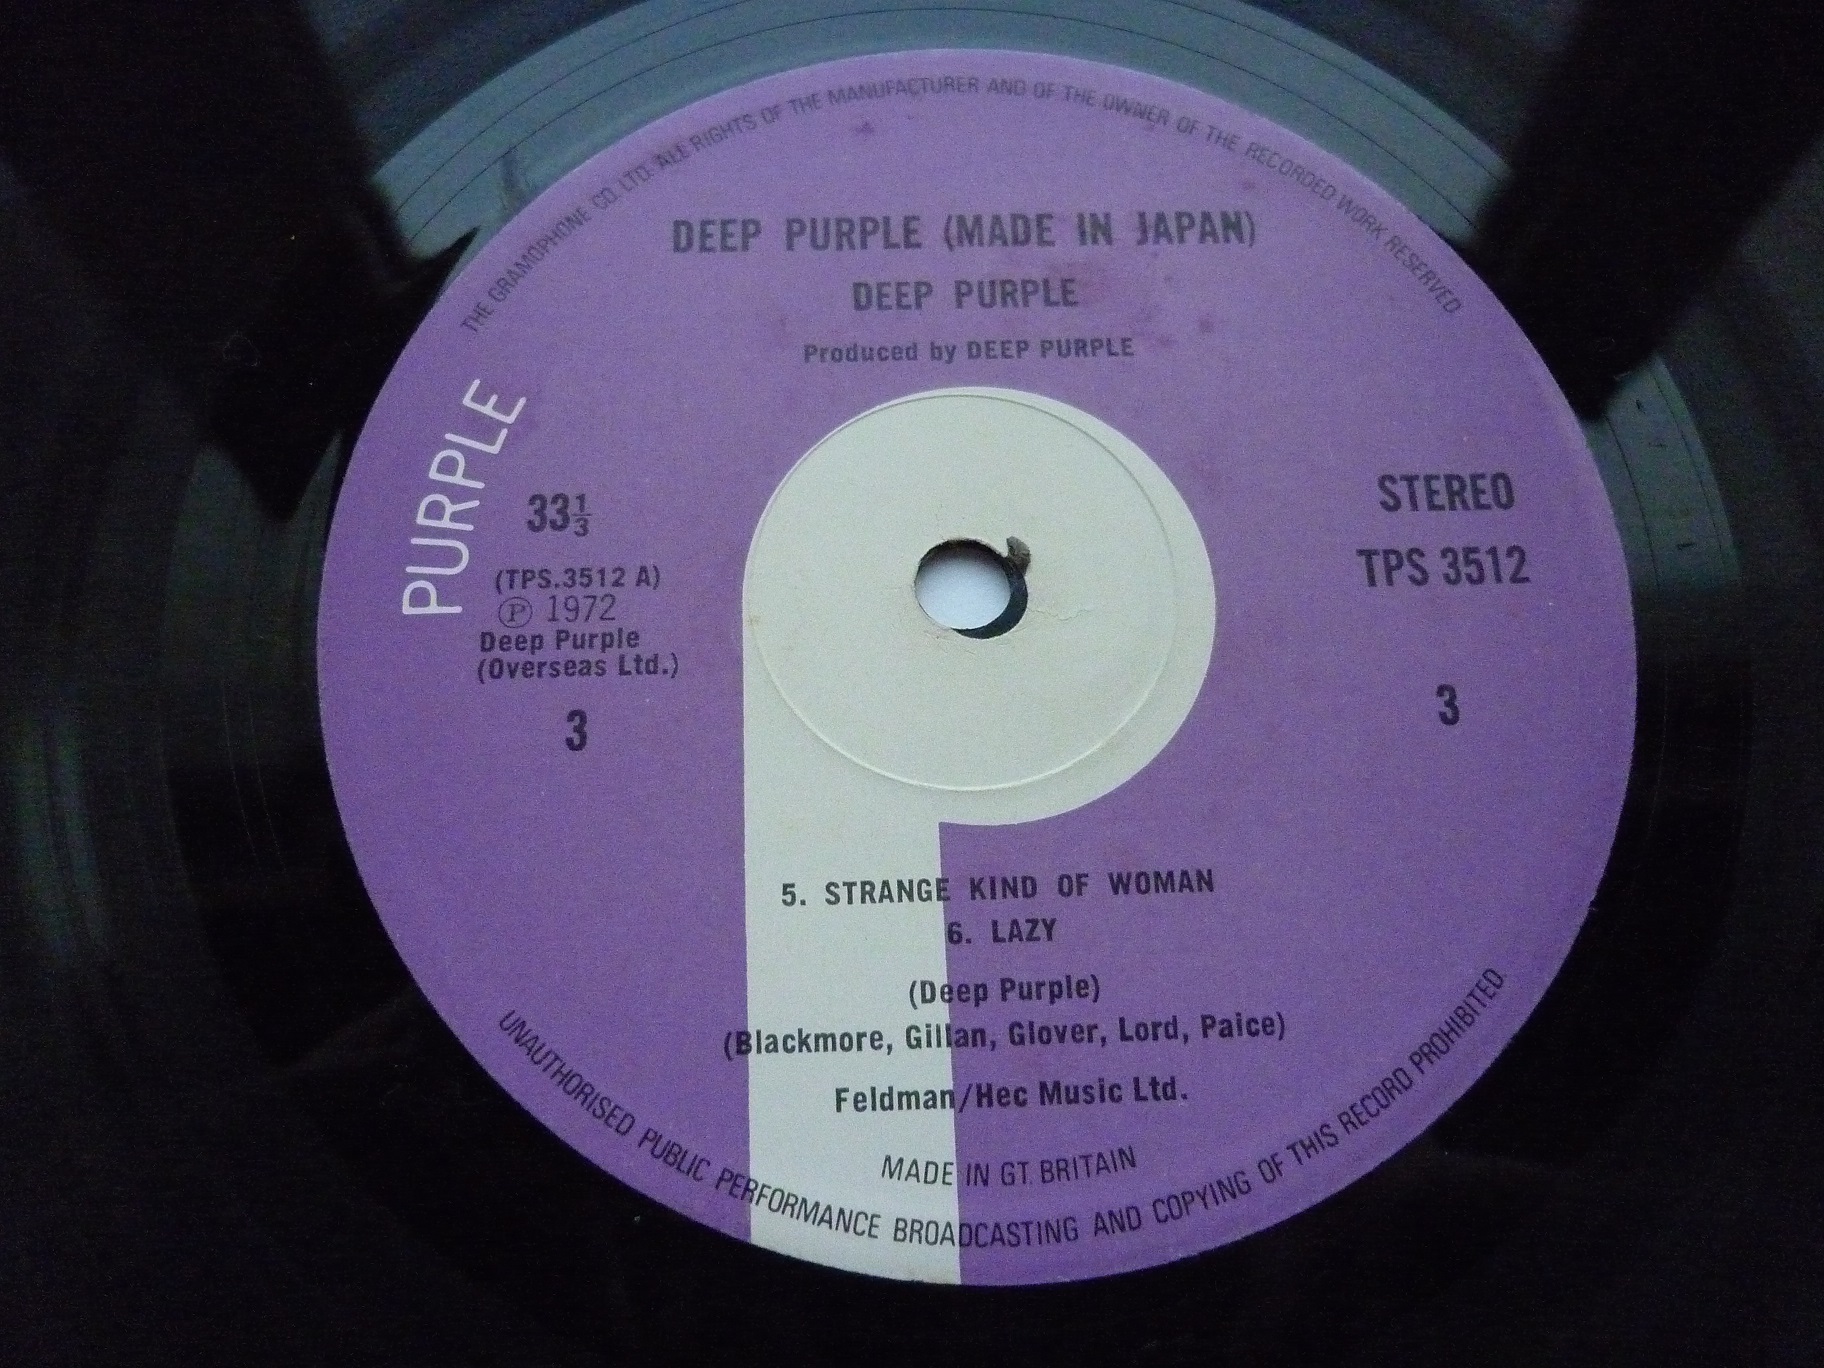 THE GRAMOPHONE CO. LTD. ALL RIGHTS OF THE MANUFACTURER AND OF THE OWNER OF THE RECORDED WORK RESERVED
DEEP PURPLE (MADE IN JAPAN)
DEEP PURPLE
Produced by DEEP PURPLE
PURPLE
33⅓
(TPS.3512 A)
Ⓟ 1972
Deep Purple
(Overseas Ltd.)
3
STEREO
TPS 3512
3
5. STRANGE KIND OF WOMAN
6. LAZY
(Deep Purple)
(Blackmore, Gillan, Glover, Lord, Paice)
Feldman/Hec Music Ltd.
MADE IN GT. BRITAIN
UNAUTHORISED PUBLIC PERFORMANCE BROADCASTING AND COPYING OF THIS RECORD PROHIBITED